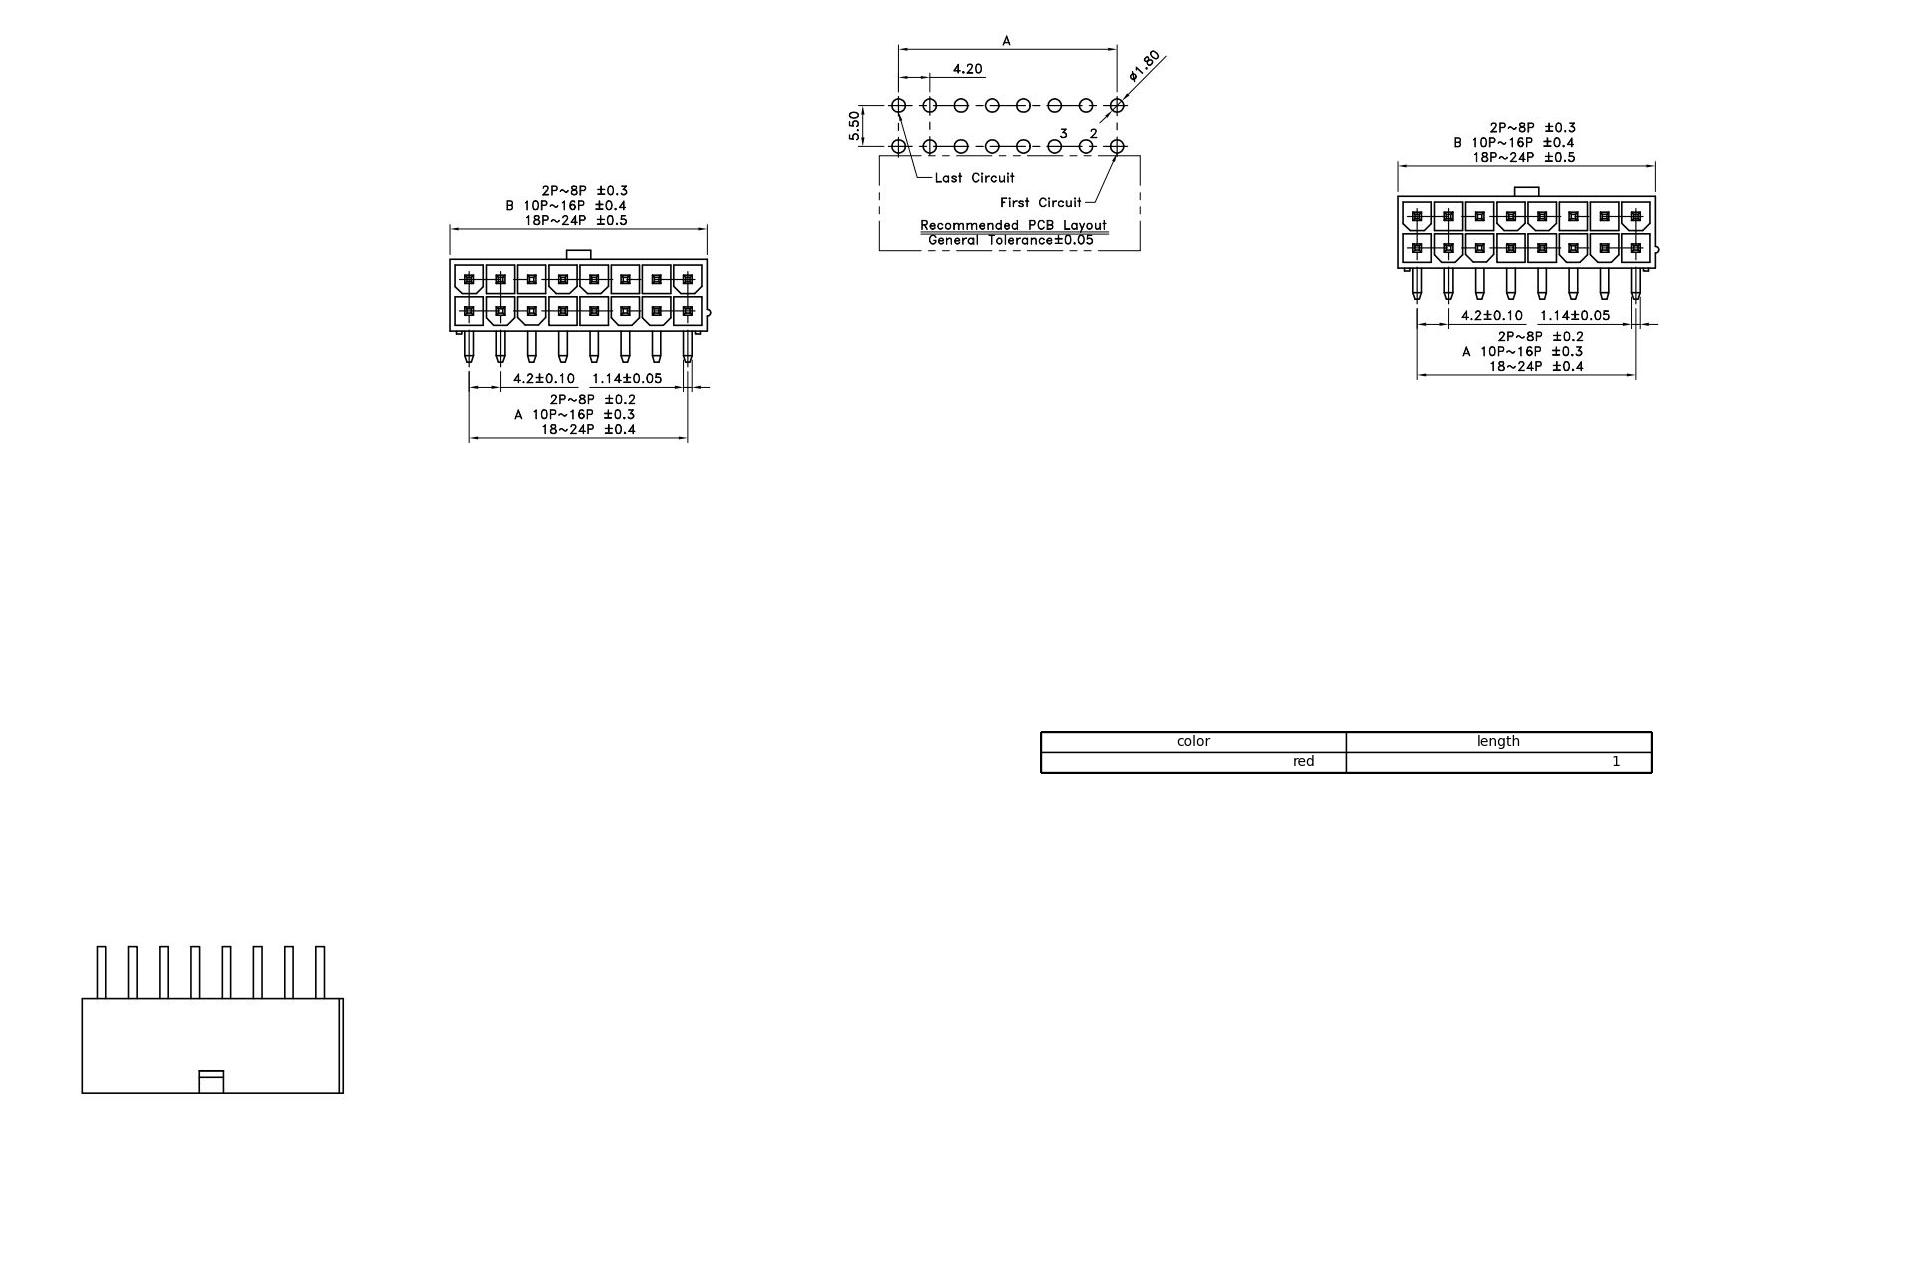 A
4.20
ø1.80
5.50
3 2
Last Circuit
First Circuit
Recommended PCB Layout
General Tolerance±0.05
2P~8P ±0.3
B 10P~16P ±0.4
18P~24P ±0.5
4.2±0.10 1.14±0.05
2P~8P ±0.2
A 10P~16P ±0.3
18~24P ±0.4
2P~8P ±0.3
B 10P~16P ±0.4
18P~24P ±0.5
4.2±0.10 1.14±0.05
2P~8P ±0.2
A 10P~16P ±0.3
18~24P ±0.4
color length
red 1